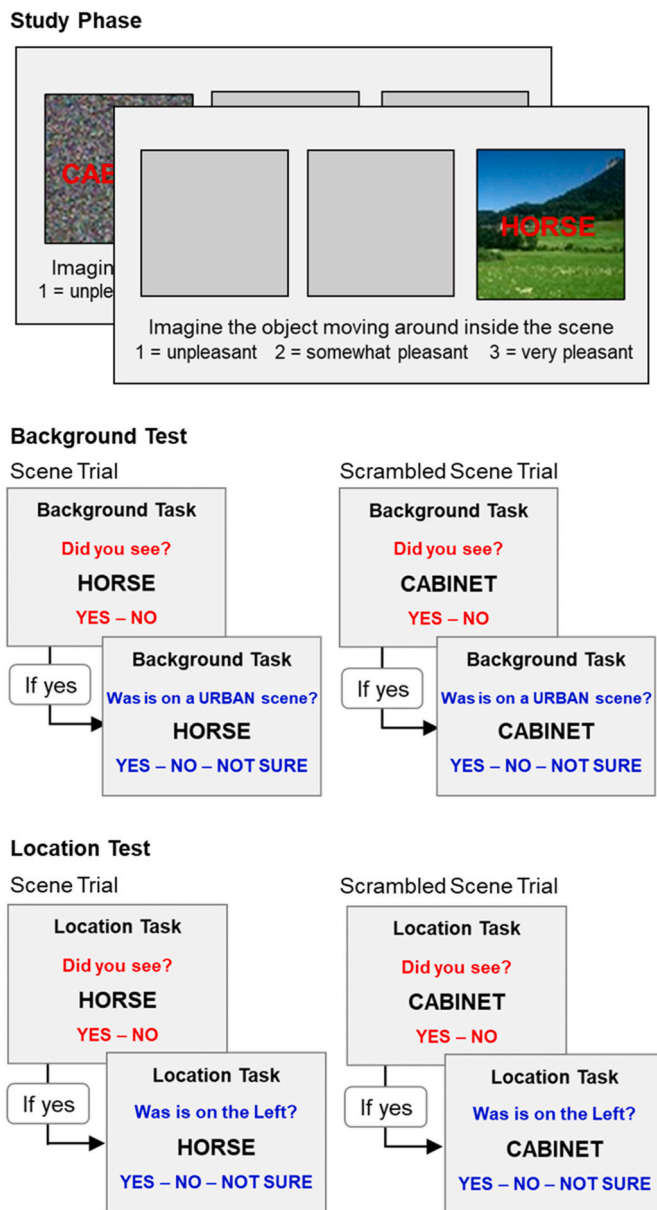 Study Phase
CAB
HORSE
Imagin
1 = unple
Imagine the object moving around inside the scene
1 = unpleasant 2 = somewhat pleasant 3 = very pleasant
Background Test
Scene Trial
Background Task
Did you see?
HORSE
YES – NO
If yes
Background Task
Was is on a URBAN scene?
HORSE
YES – NO – NOT SURE
Scrambled Scene Trial
Background Task
Did you see?
CABINET
YES – NO
If yes
Background Task
Was is on a URBAN scene?
CABINET
YES – NO – NOT SURE
Location Test
Scene Trial
Location Task
Did you see?
HORSE
YES – NO
If yes
Location Task
Was is on the Left?
HORSE
YES – NO – NOT SURE
Scrambled Scene Trial
Location Task
Did you see?
CABINET
YES – NO
If yes
Location Task
Was is on the Left?
CABINET
YES – NO – NOT SURE